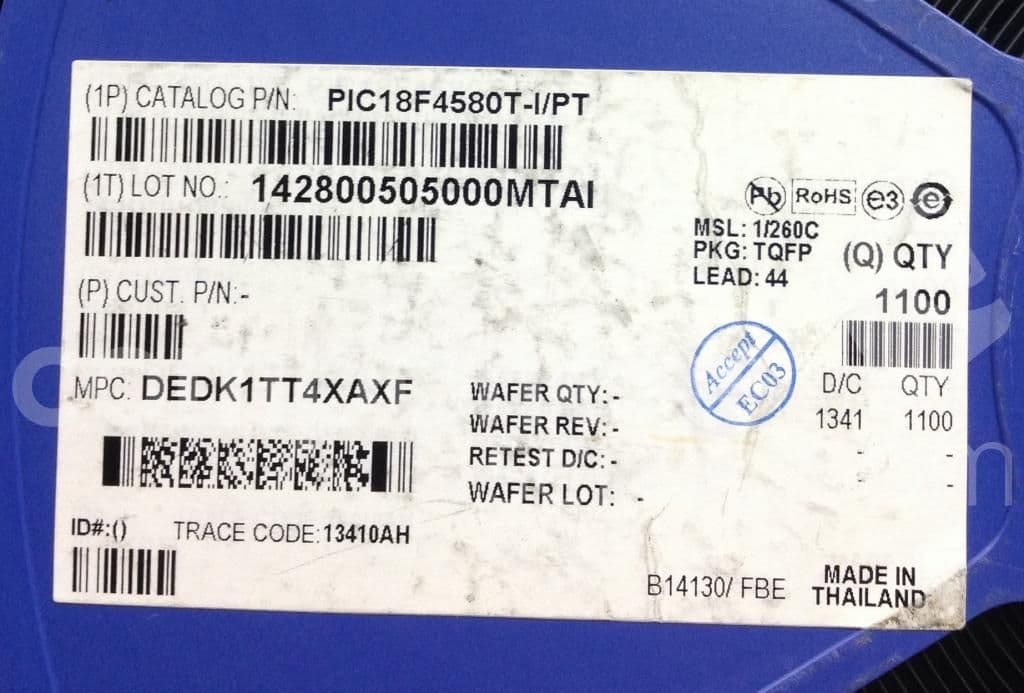 (1P) CATALOG P/N: PIC18F4580T-I/PT
(1T) LOT NO.: 142800505000MTAI
Pb RoHS e3 e
MSL: 1/260C
PKG: TQFP
LEAD: 44
(Q) QTY
1100
(P) CUST. P/N:-
Accept
EC03
D/C QTY
1341 1100
- -
- -
MPC: DEDK1TT4XAXF
WAFER QTY:-
WAFER REV:-
RETEST D/C:-
WAFER LOT: -
ID#:() TRACE CODE:13410AH
B14130/ FBE
MADE IN
THAILAND